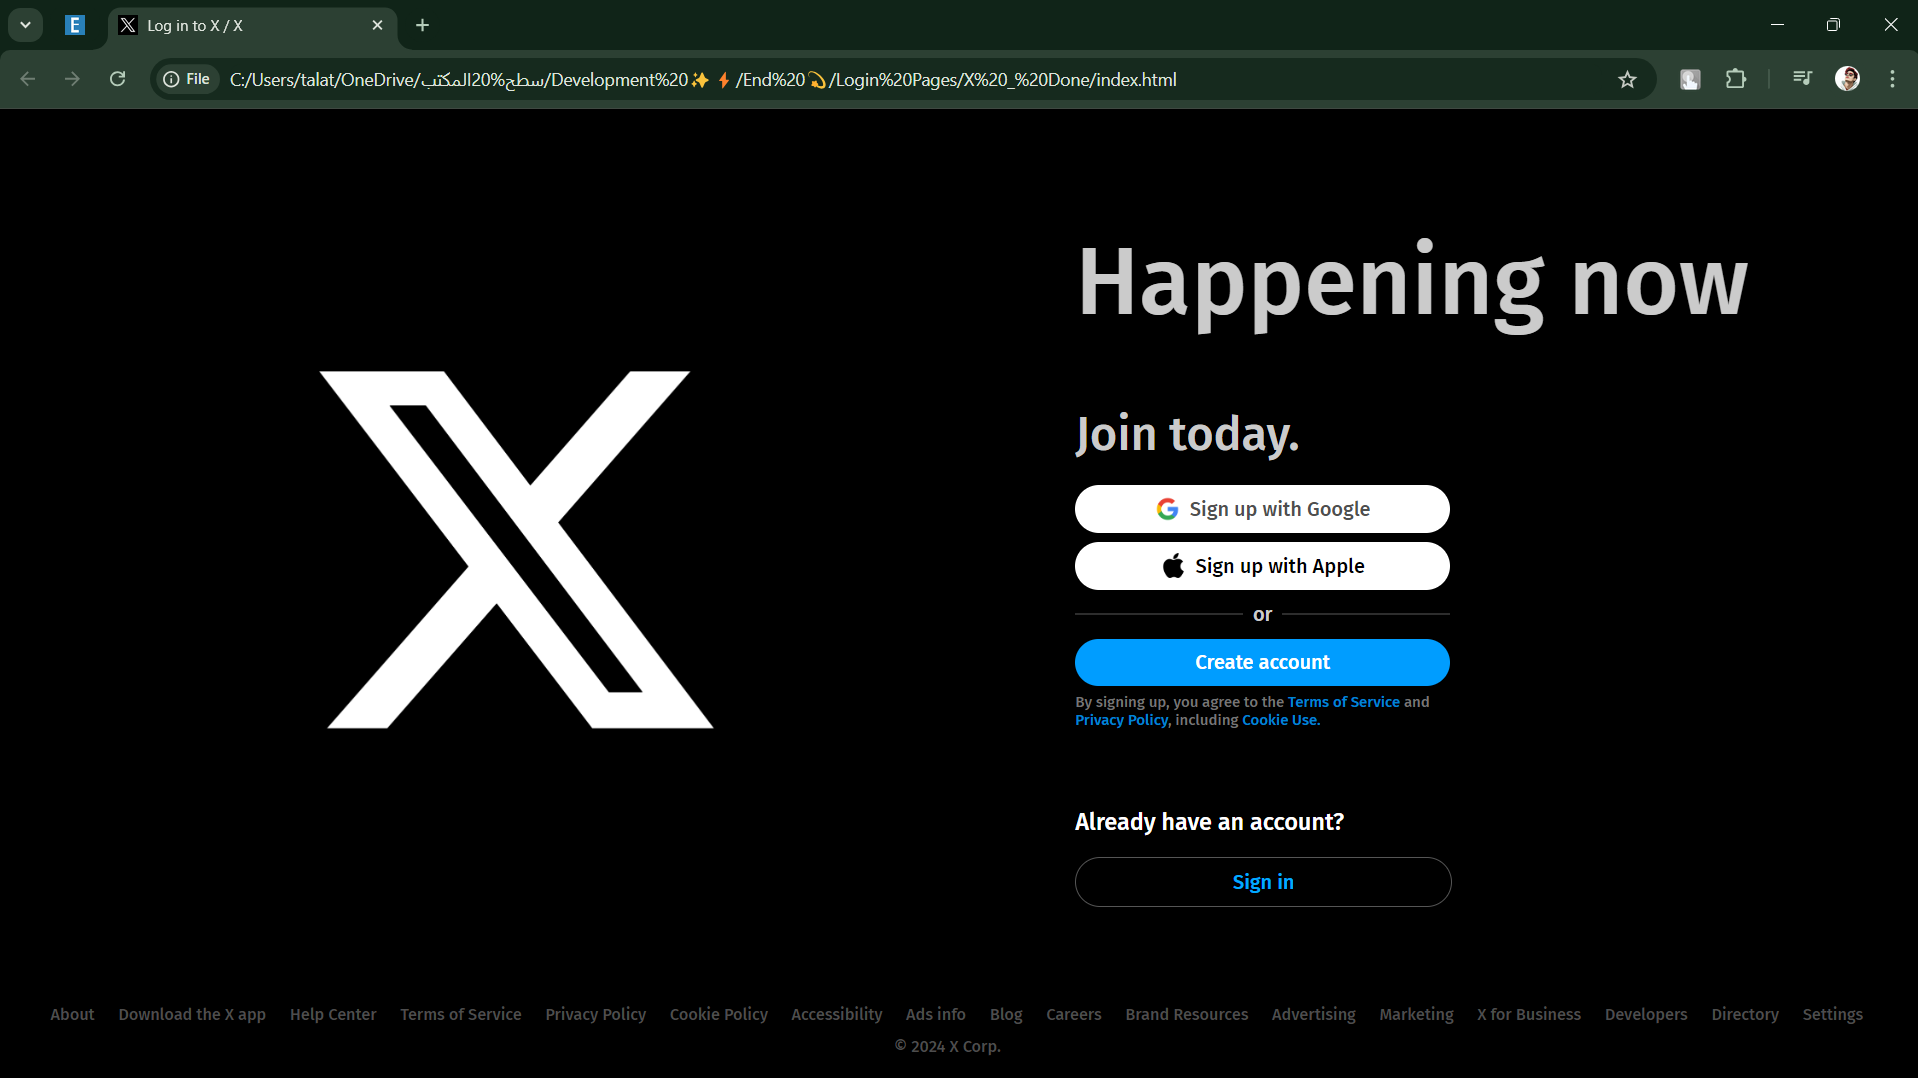 E
Log in to X / X
File
C:/Users/talat/OneDrive/سطح%20المكتب/Development%20✨⚡/End%20💫/Login%20Pages/X%20_%20Done/index.html
Happening now
Join today.
Sign up with Google
Sign up with Apple
or
Create account
By signing up, you agree to the Terms of Service and
Privacy Policy, including Cookie Use.
Already have an account?
Sign in
About Download the X app Help Center Terms of Service Privacy Policy Cookie Policy Accessibility Ads info Blog Careers Brand Resources Advertising Marketing X for Business Developers Directory Settings
© 2024 X Corp.